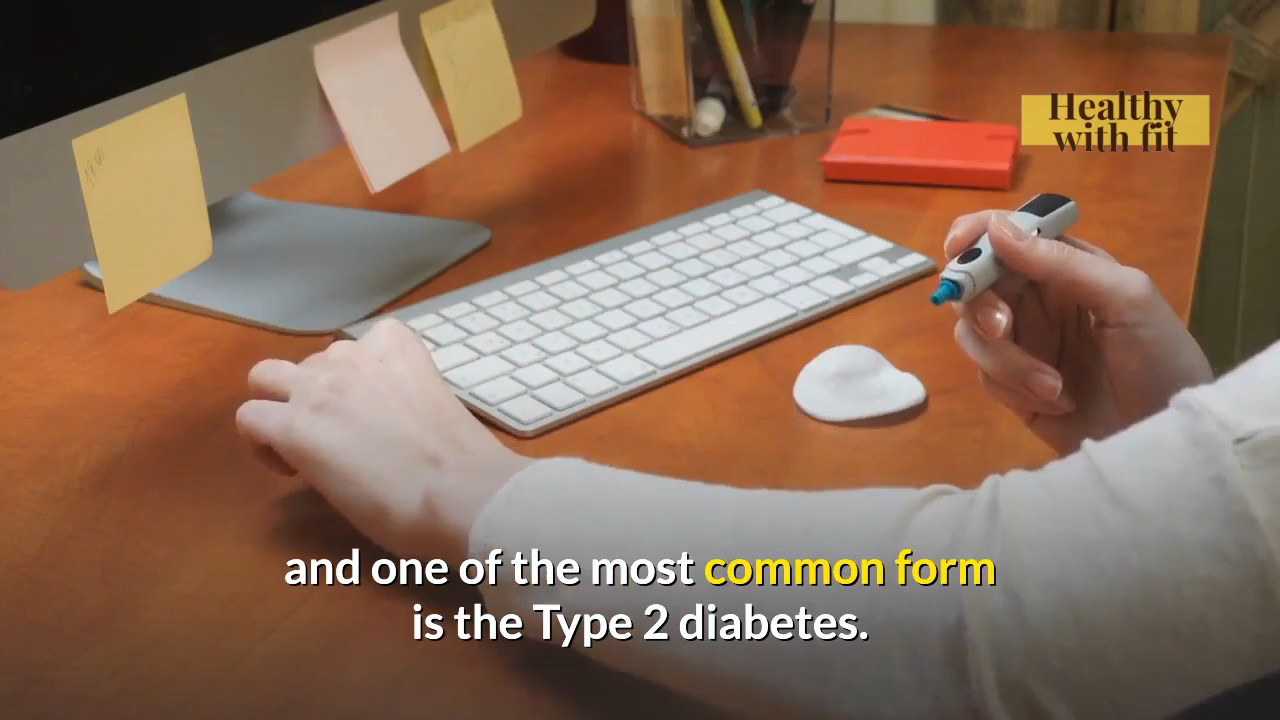 Healthy
with fit
and one of the most common form
is the Type 2 diabetes.